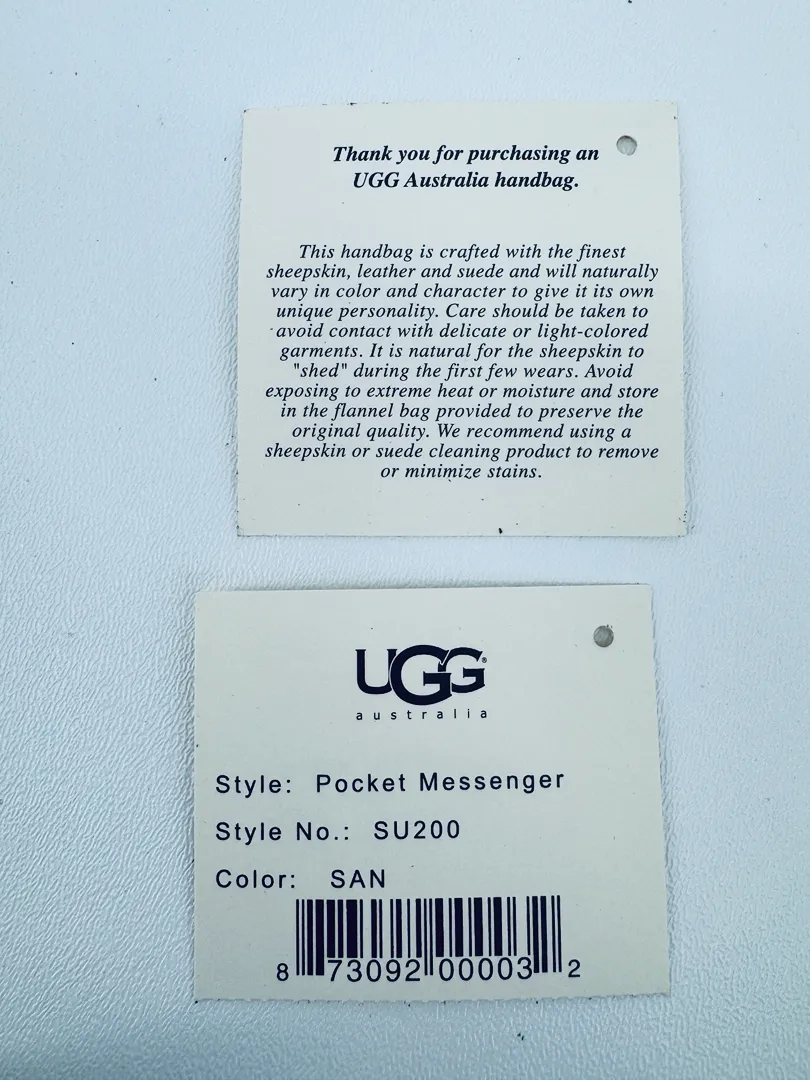 Thank you for purchasing an
UGG Australia handbag.
This handbag is crafted with the finest
sheepskin, leather and suede and will naturally
vary in color and character to give it its own
unique personality. Care should be taken to
avoid contact with delicate or light-colored
garments. It is natural for the sheepskin to
"shed" during the first few wears. Avoid
exposing to extreme heat or moisture and store
in the flannel bag provided to preserve the
original quality. We recommend using a
sheepskin or suede cleaning product to remove
or minimize stains.
UGG®
australia
Style: Pocket Messenger
Style No.: SU200
Color: SAN
8 73092 00003 2